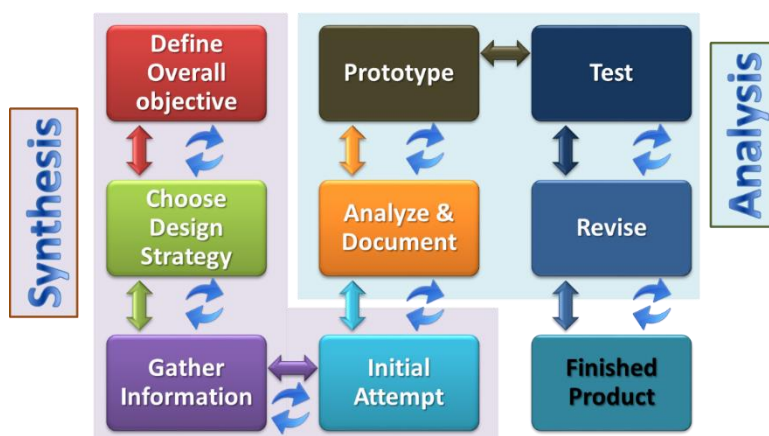 Synthesis
Define
Overall
objective
Choose
Design
Strategy
Gather
Information
Initial
Attempt
Analyze &
Document
Prototype
Test
Revise
Finished
Product
Analysis